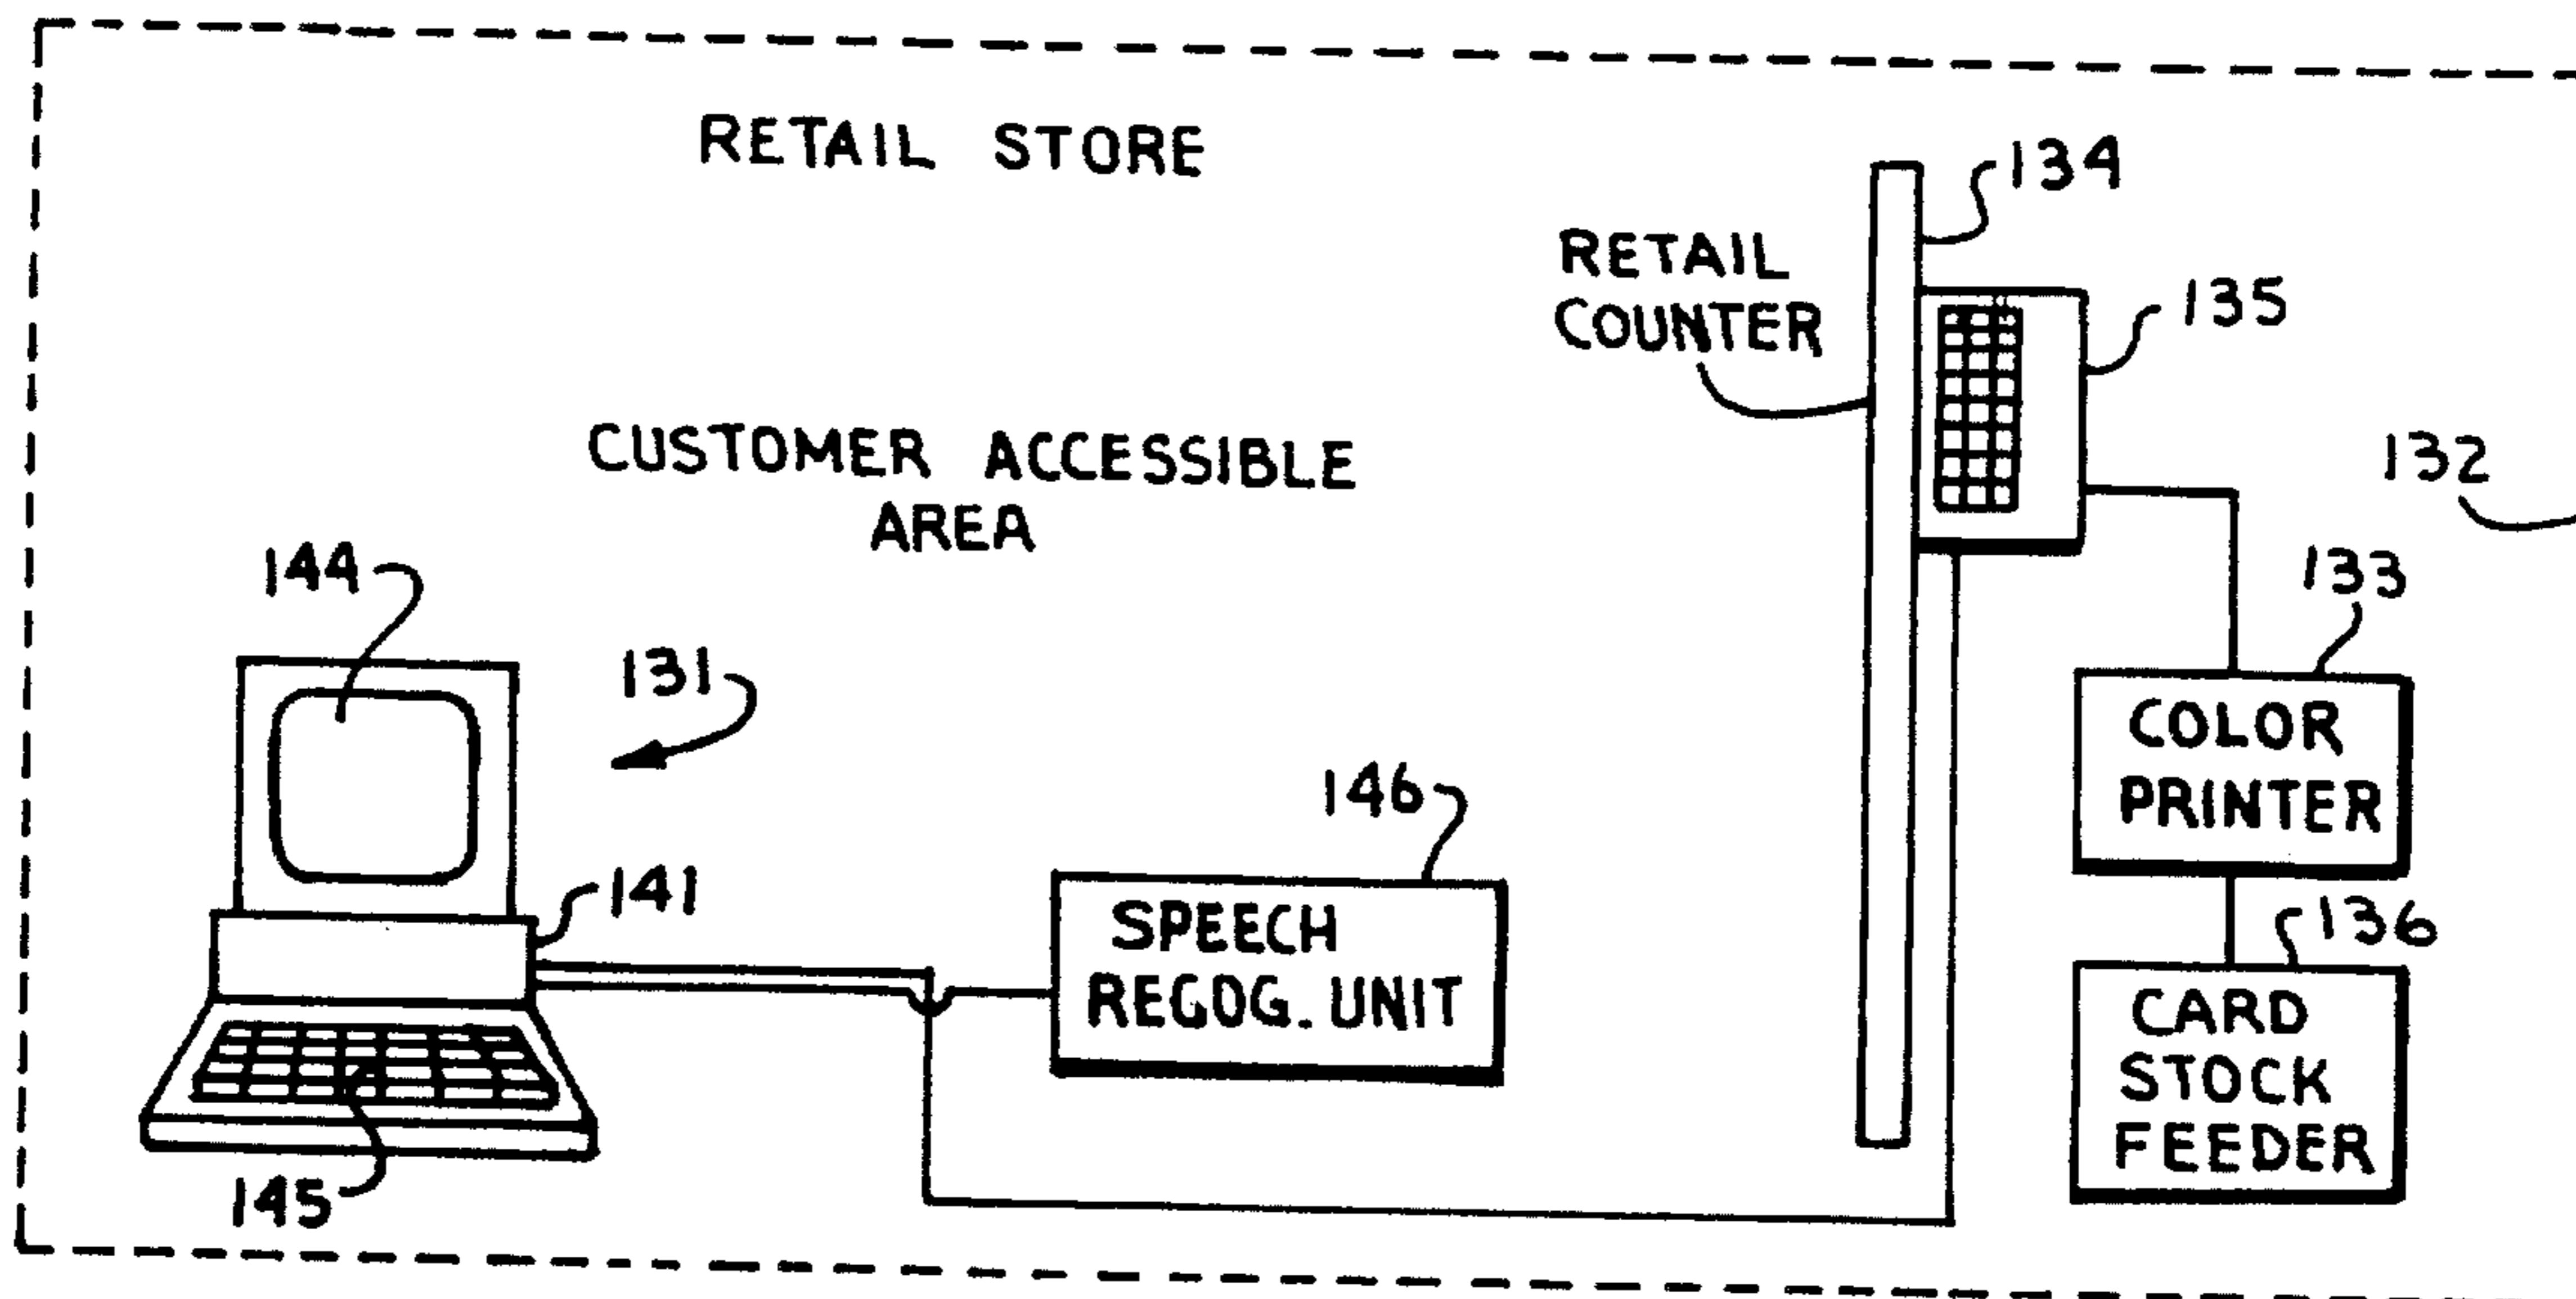 RETAIL STORE
134
RETAIL
COUNTER
135
CUSTOMER ACCESSIBLE
AREA
132
144
133
131
COLOR
PRINTER
146
141
SPEECH
RECOG. UNIT
136
CARD
STOCK
FEEDER
145